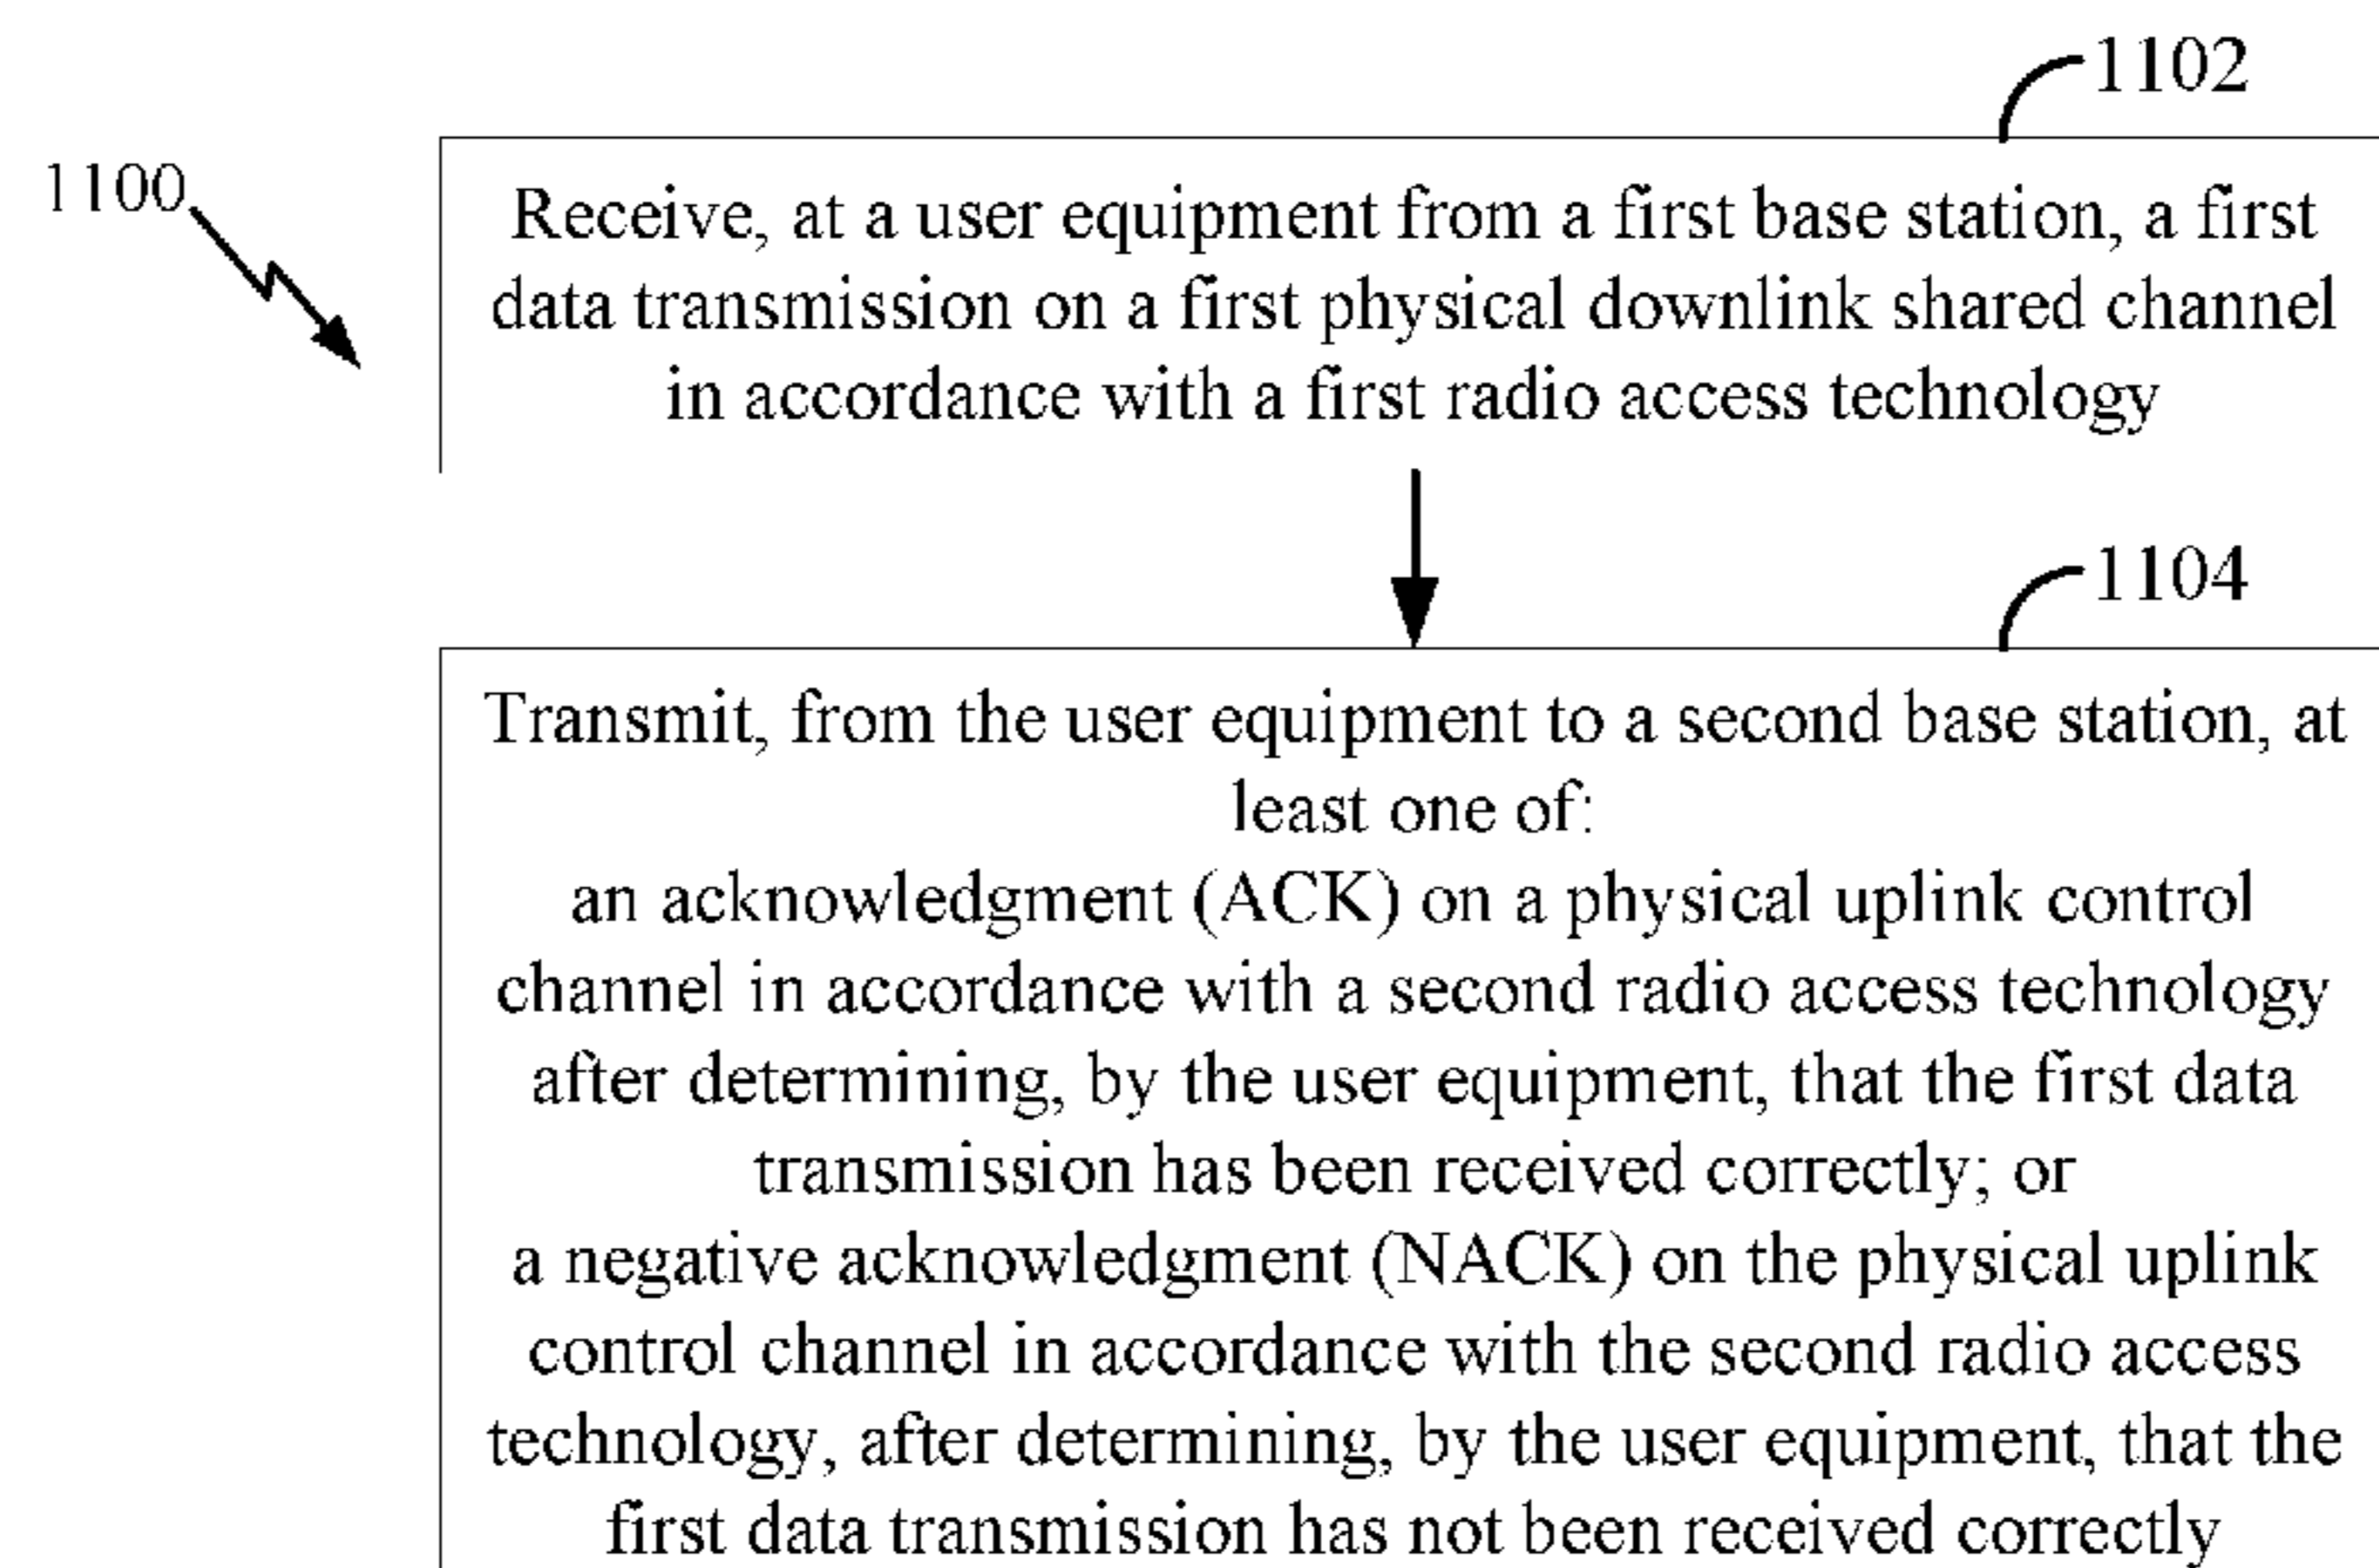 1102
1100
Receive, at a user equipment from a first base station, a first
data transmission on a first physical downlink shared channel
in accordance with a first radio access technology
1104
Transmit, from the user equipment to a second base station, at
least one of:
an acknowledgment (ACK) on a physical uplink control
channel in accordance with a second radio access technology
after determining, by the user equipment, that the first data
transmission has been received correctly; or
a negative acknowledgment (NACK) on the physical uplink
control channel in accordance with the second radio access
technology, after determining, by the user equipment, that the
first data transmission has not been received correctly